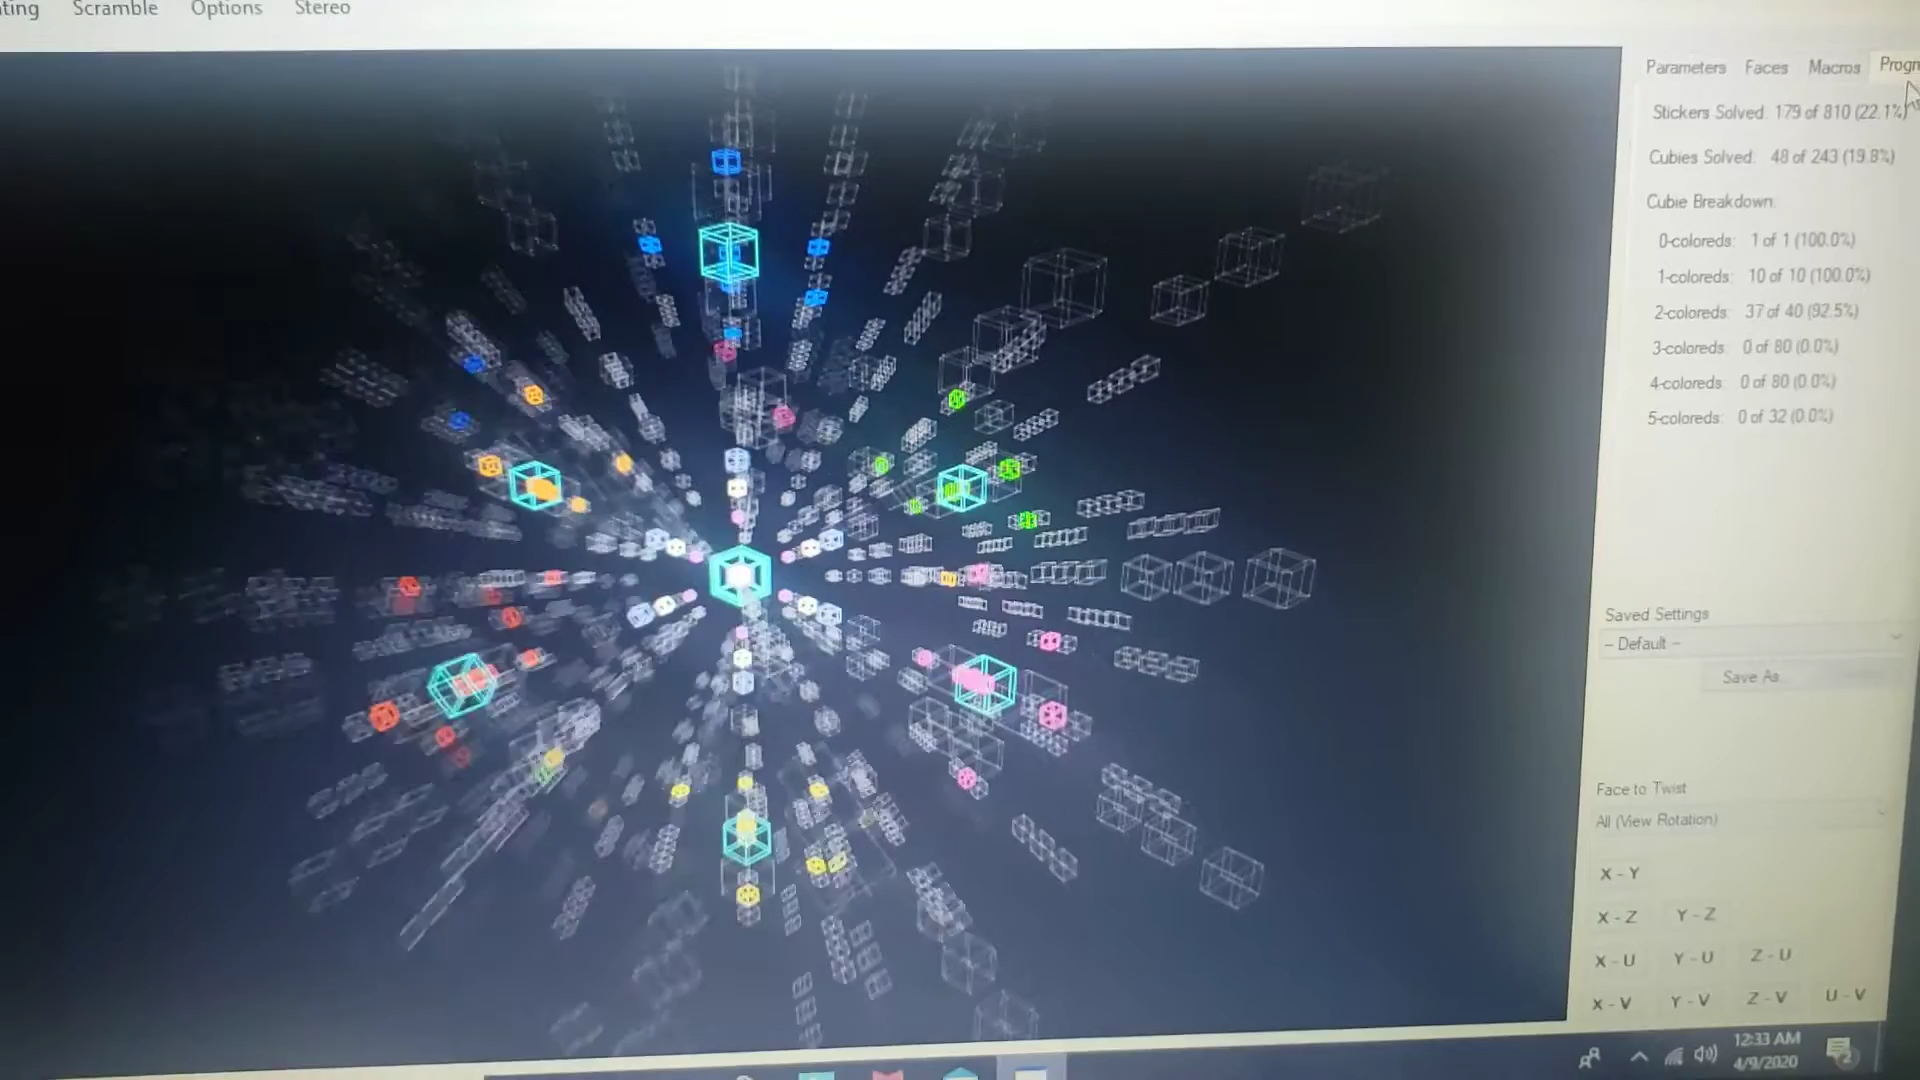 Scramble Options Stereo
Parameters Faces Macros
Stickers Solved: 179 of 810 (22.1%)
Cubies Solved: 48 of 243 (19.8%)
Cubie Breakdown:
0-coloreds: 1 of 1 (100.0%)
1-coloreds: 10 of 10 (100.0%)
2-coloreds: 37 of 40 (92.5%)
3-coloreds: 0 of 80 (0.0%)
4-coloreds: 0 of 80 (0.0%)
5-coloreds: 0 of 32 (0.0%)
Saved Settings
-- Default --
Save As...
Face to Twist
All (View Rotation)
X - Y
X - Z Y - Z
X - U Y - U Z - U
X - V Y - V Z - V U - V
12:33 AM
4/9/2020
2